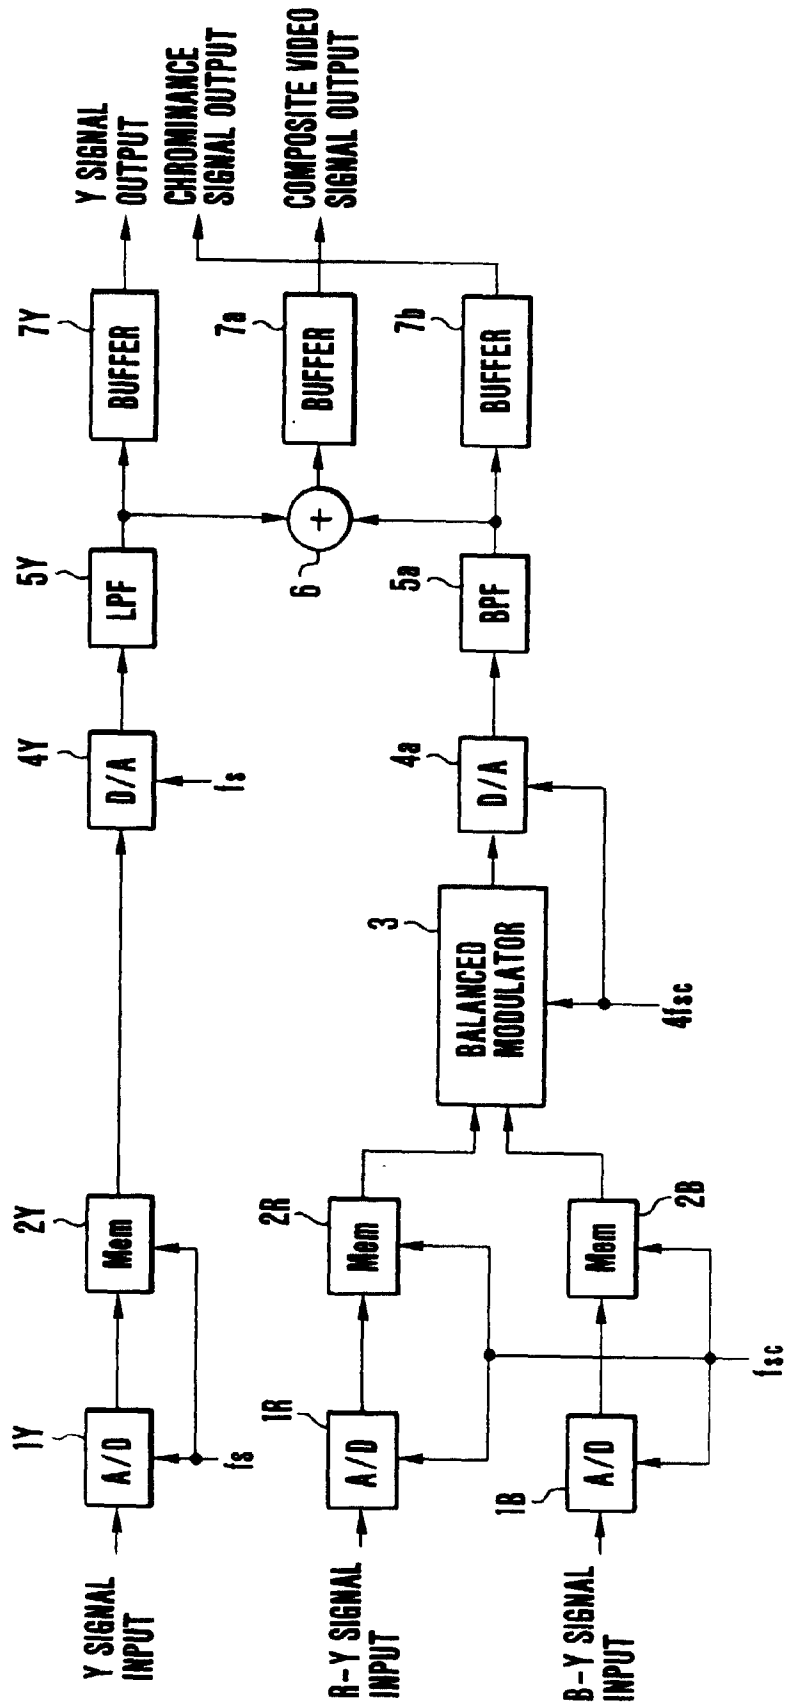 Y SIGNAL
INPUT
1Y
A/D
fs
2Y
Mem
4Y
D/A
fs
5Y
LPF
7Y
BUFFER
Y SIGNAL
OUTPUT
CHROMINANCE
SIGNAL OUTPUT
6
+
7a
BUFFER
COMPOSITE VIDEO
SIGNAL OUTPUT
R-Y SIGNAL
INPUT
1R
A/D
2R
Mem
3
BALANCED
MODULATOR
4fsc
4a
D/A
5a
BPF
7b
BUFFER
B-Y SIGNAL
INPUT
1B
A/D
2B
Mem
fsc